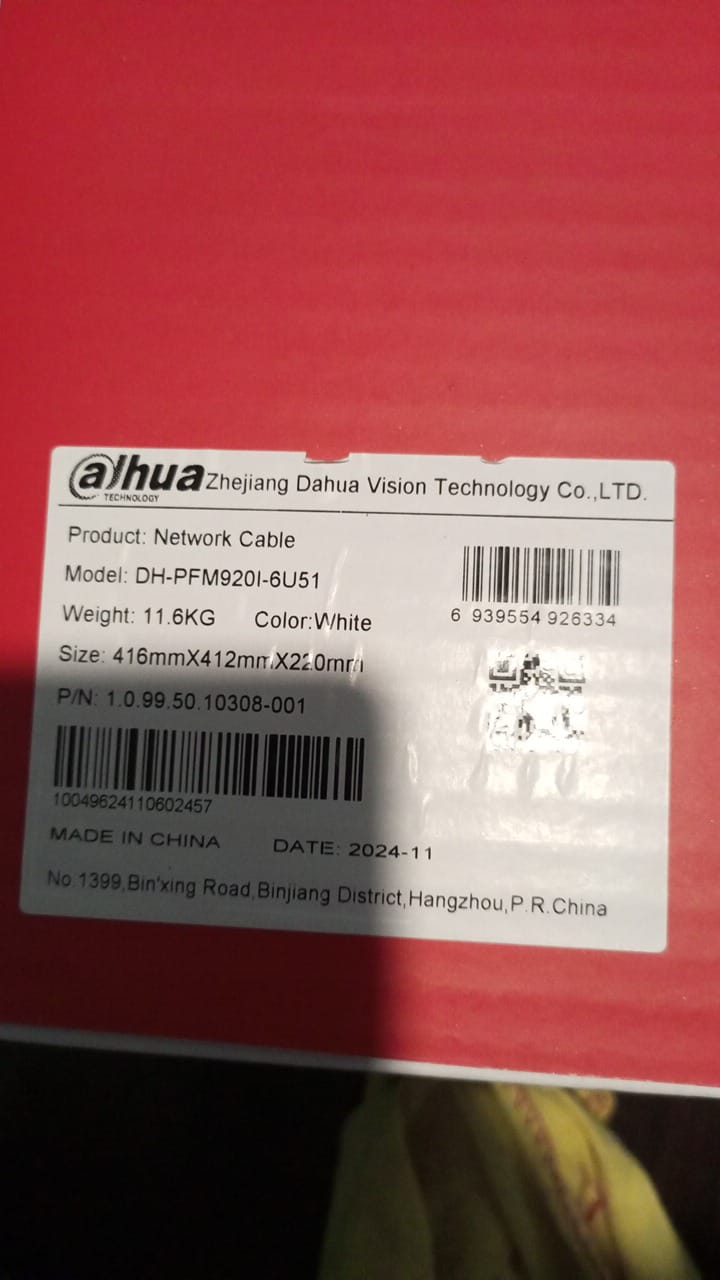 alhua Zhejiang Dahua Vision Technology Co.,LTD.
TECHNOLOGY
Product: Network Cable
Model: DH-PFM920I-6U51
Weight: 11.6KG Color:White
6 939554 926334
Size: 416mmX412mmX220mm
P/N: 1.0.99.50.10308-001
10049624110602457
MADE IN CHINA DATE: 2024-11
No.1399,Bin'xing Road,Binjiang District,Hangzhou,P.R.China